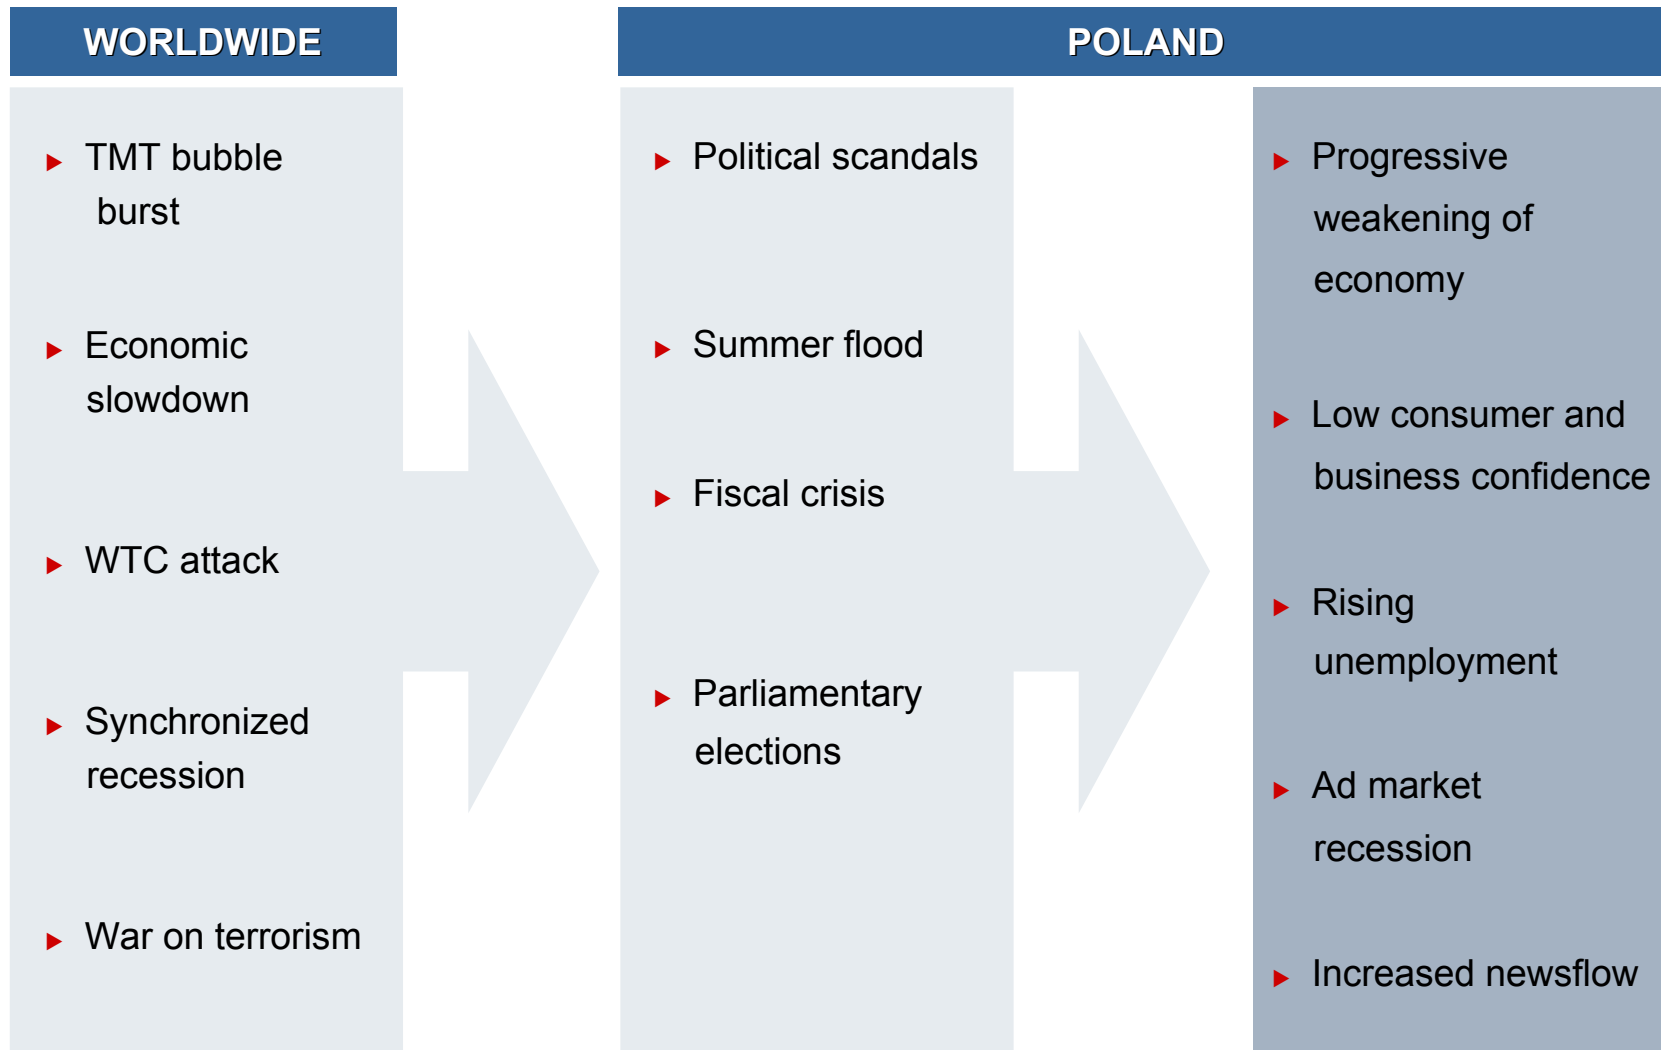 WORLDWIDE
TMT bubble
burst
Economic
slowdown
WTC attack
Synchronized
recession
War on terrorism
POLAND
Political scandals
Summer flood
Fiscal crisis
Parliamentary
elections
Progressive
weakening of
economy
Low consumer and
business confidence
Rising
unemployment
Ad market
recession
Increased newsflow